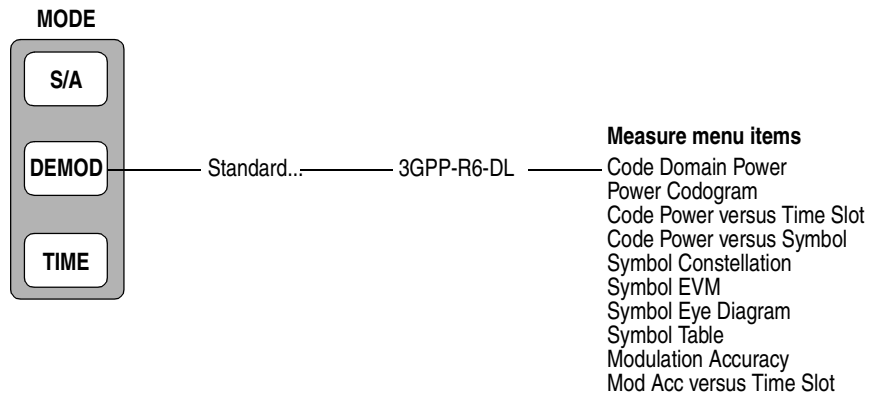 MODE
S/A
DEMOD
Standard...
3GPP-R6-DL
TIME
Measure menu items
Code Domain Power
Power Codogram
Code Power versus Time Slot
Code Power versus Symbol
Symbol Constellation
Symbol EVM
Symbol Eye Diagram
Symbol Table
Modulation Accuracy
Mod Acc versus Time Slot